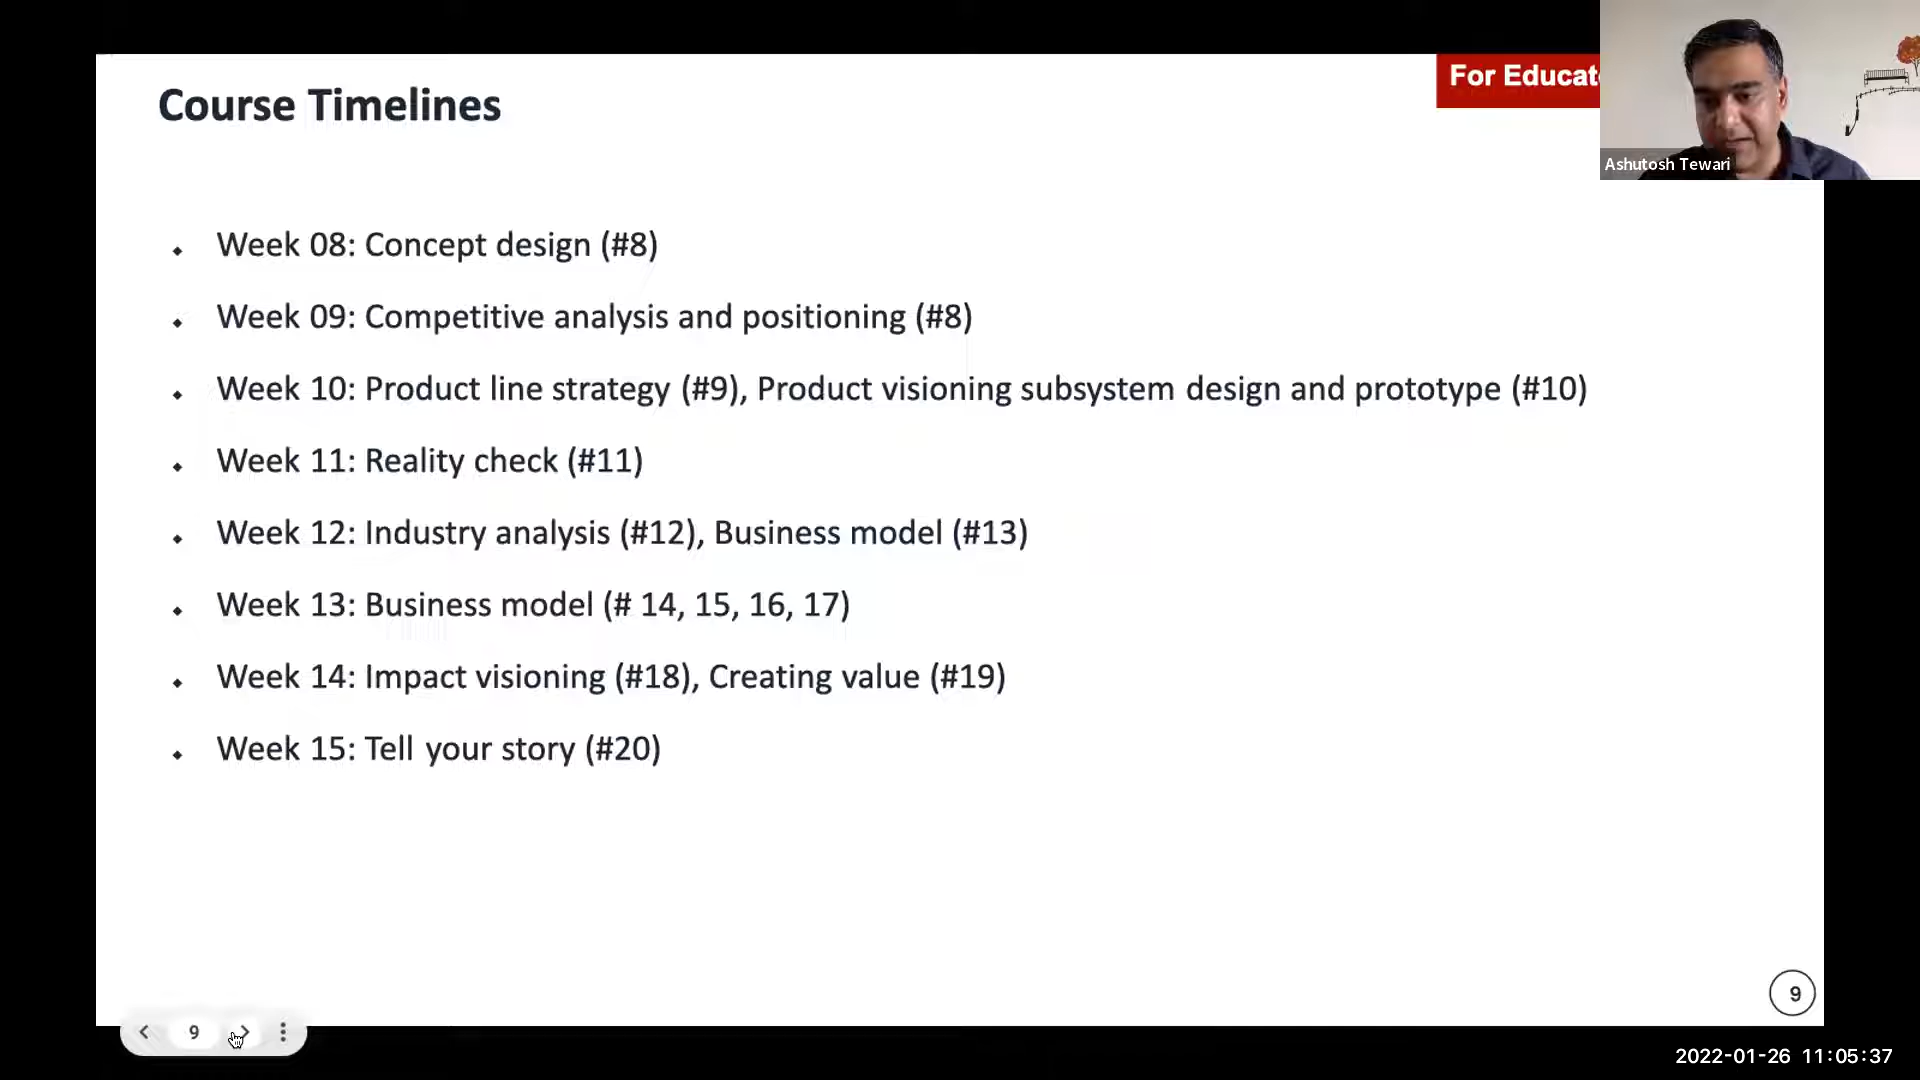 Course Timelines
For Educat
Ashutosh Tewari
Week 08: Concept design (#8)
Week 09: Competitive analysis and positioning (#8)
Week 10: Product line strategy (#9), Product visioning subsystem design and prototype (#10)
Week 11: Reality check (#11)
Week 12: Industry analysis (#12), Business model (#13)
Week 13: Business model (# 14, 15, 16, 17)
Week 14: Impact visioning (#18), Creating value (#19)
Week 15: Tell your story (#20)
9
9
2022-01-26 11:05:37